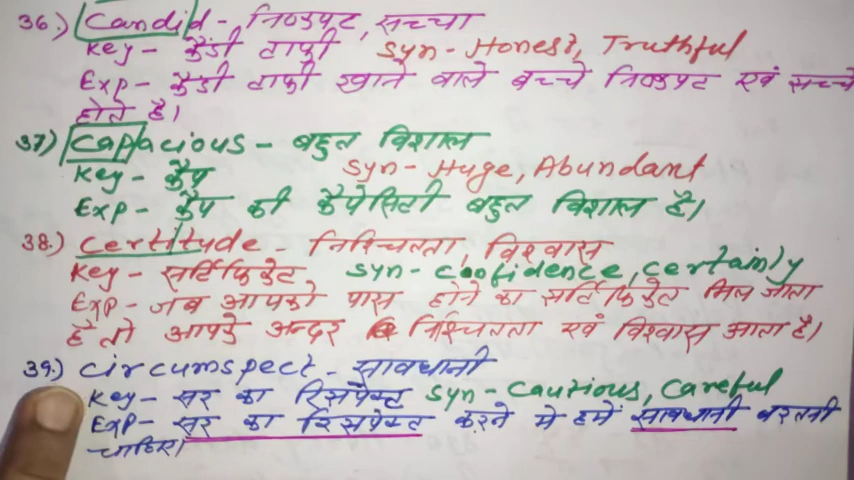 36.) Candid - निष्कपट, सच्चा
Key - कैंडी टाफी Syn - Honest, Truthful
Exp - कैंडी टाफी खाने वाले बच्चे निष्कपट एवं सच्चे
होते है।
37) Capacious - बहुत विशाल
Key - कैप Syn - Huge, Abundant
Exp - कैप की कैपेसिटी बहुत विशाल है।
38.) Certitude - निश्चितता, विश्वास
Key - सर्टिफिकेट Syn - Confidence, Certainly
Exp - जब आपको पास होने का सर्टिफिकेट मिल जाता
है तो आपके अन्दर निश्चितता एवं विश्वास आता है।
39.) Circumspect - सावधानी
Key - सर का रिसपेक्ट Syn - Cautious, Careful
Exp - सर का रिसपेक्ट करने मे हमें सावधानी बरतनी
चाहिए।